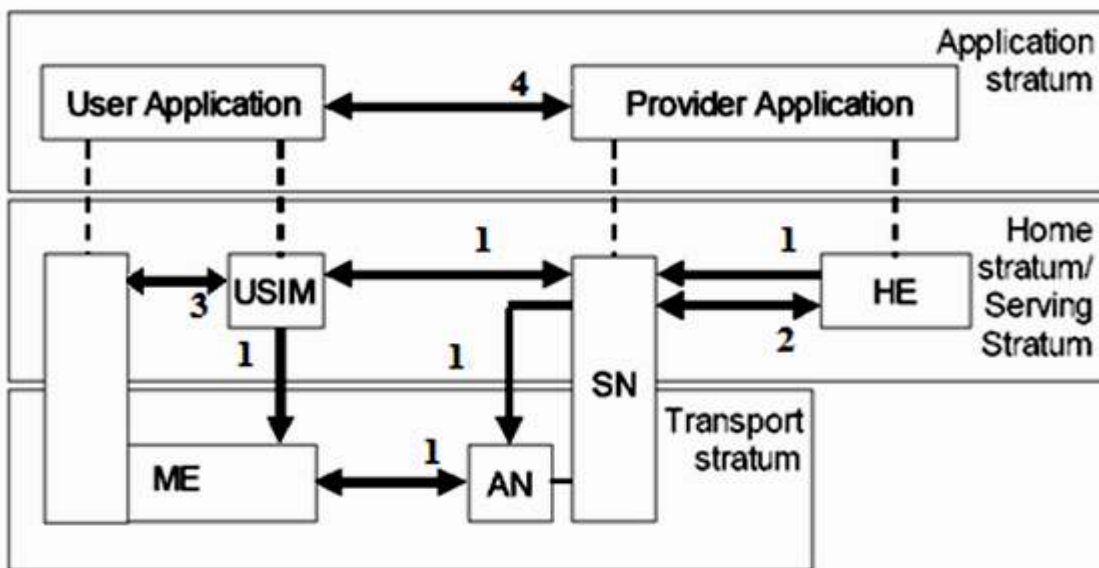 Application
stratum
User Application
4
Provider Application
1
1
Home
stratum/
Serving
Stratum
3
USIM
HE
2
1
1
SN
Transport
stratum
1
ME
AN